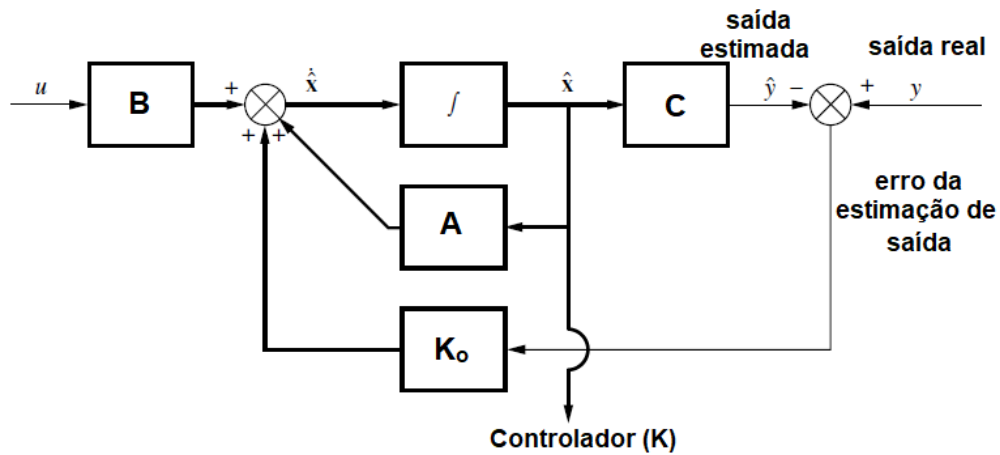 saída
estimada
saída real
u
B
+
+
+
ẋ̂
∫
x̂
C
ŷ
−
+
y
A
erro da
estimação de
saída
Kₒ
Controlador (K)